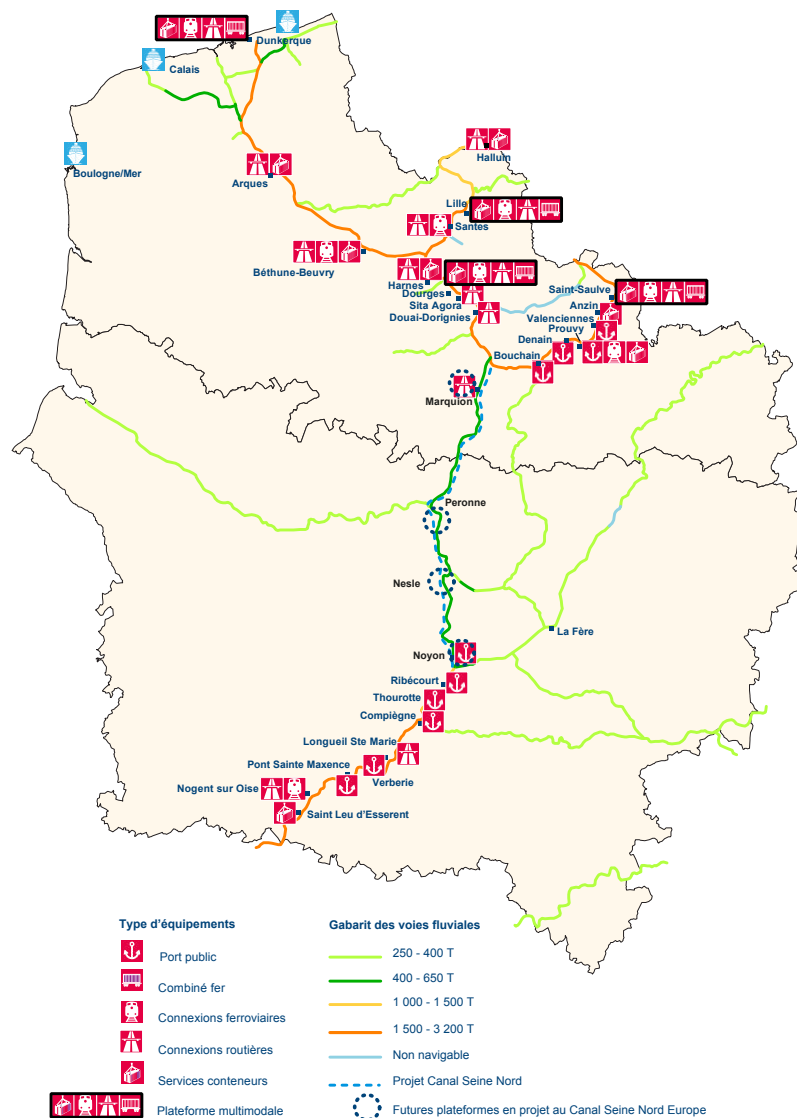 Dunkerque
Calais
Boulogne/Mer
Halluin
Arques
Lille
Santes
Béthune-Beuvry
Harnes
Dourges
Sita Agora
Douai-Dorignies
Saint-Saulve
Anzin
Valenciennes
Prouvy
Denain
Bouchain
Marquion
Peronne
Nesle
La Fère
Noyon
Ribécourt
Thourotte
Compiègne
Longueil Ste Marie
Pont Sainte Maxence
Verberie
Nogent sur Oise
Saint Leu d'Esserent
Type d'équipements
Port public
Combiné fer
Connexions ferroviaires
Connexions routières
Services conteneurs
Plateforme multimodale
Gabarit des voies fluviales
250 - 400 T
400 - 650 T
1 000 - 1 500 T
1 500 - 3 200 T
Non navigable
Projet Canal Seine Nord
Futures plateformes en projet au Canal Seine Nord Europe